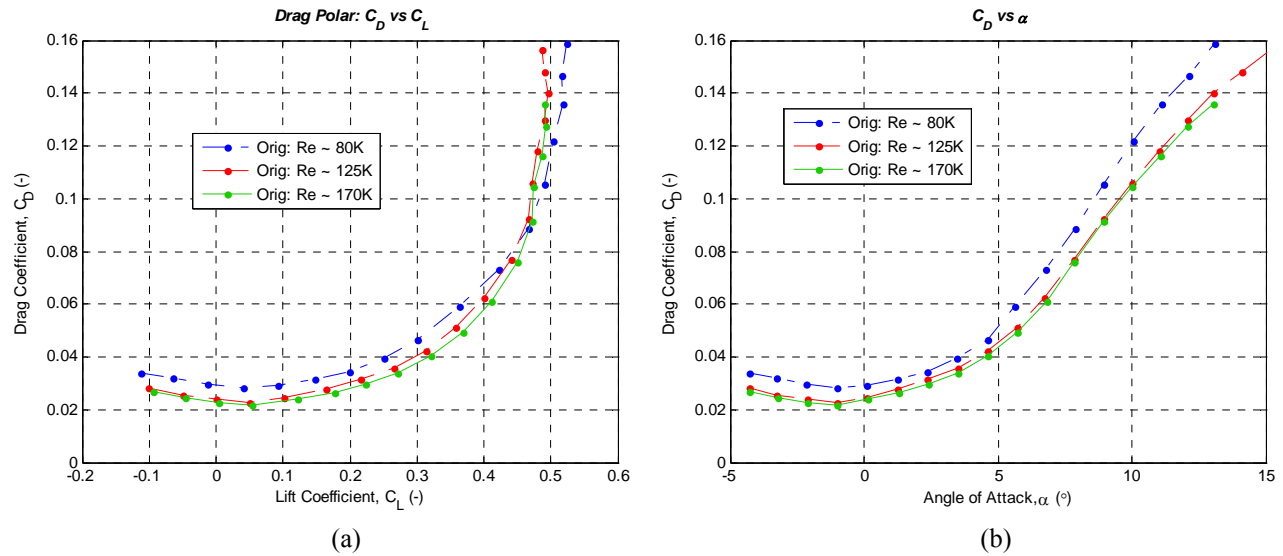 Drag Polar: C_D vs C_L
0.16
0.14
0.12
0.1
0.08
0.06
0.04
0.02
0
Drag Coefficient, C_D (-)
Orig: Re ~ 80K
Orig: Re ~ 125K
Orig: Re ~ 170K
-0.2 -0.1 0 0.1 0.2 0.3 0.4 0.5 0.6
Lift Coefficient, C_L (-)
(a)
C_D vs α
0.16
0.14
0.12
0.1
0.08
0.06
0.04
0.02
0
Drag Coefficient, C_D (-)
Orig: Re ~ 80K
Orig: Re ~ 125K
Orig: Re ~ 170K
-5 0 5 10 15
Angle of Attack,α (°)
(b)